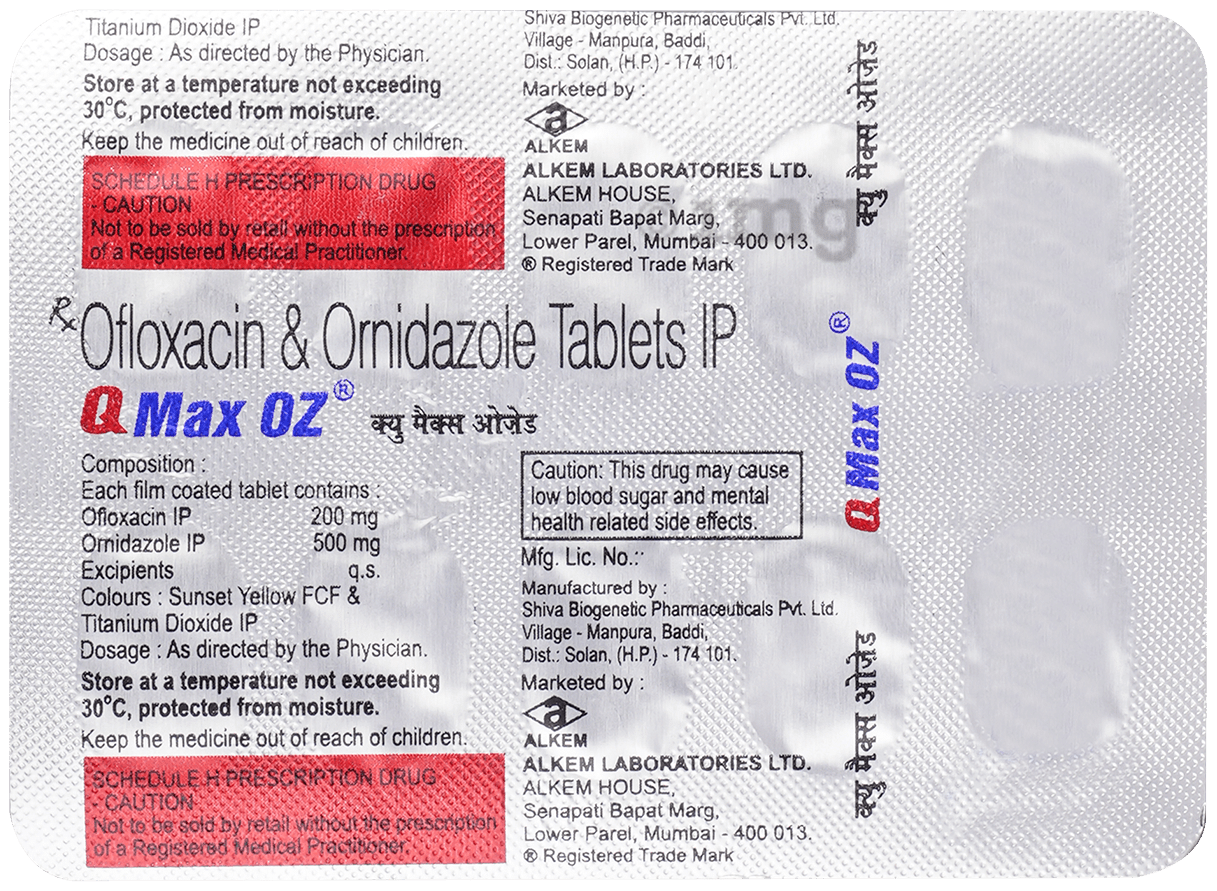 Titanium Dioxide IP
Dosage : As directed by the Physician.
Store at a temperature not exceeding
30°C, protected from moisture.
Keep the medicine out of reach of children.
SCHEDULE H PRESCRIPTION DRUG
- CAUTION
Not to be sold by retail without the prescription
of a Registered Medical Practitioner.
Shiva Biogenetic Pharmaceuticals Pvt. Ltd.
Village - Manpura, Baddi,
Dist.: Solan, (H.P.) - 174 101.
Marketed by :
a
ALKEM
ALKEM LABORATORIES LTD.
ALKEM HOUSE,
Senapati Bapat Marg,
Lower Parel, Mumbai - 400 013.
® Registered Trade Mark
1mg
क्यु मैक्स ओज़ेड
Rx Ofloxacin & Ornidazole Tablets IP
Q Max OZ® क्यु मैक्स ओज़ेड
Composition :
Each film coated tablet contains :
Ofloxacin IP 200 mg
Ornidazole IP 500 mg
Excipients q.s.
Colours : Sunset Yellow FCF &
Titanium Dioxide IP
Dosage : As directed by the Physician.
Store at a temperature not exceeding
30°C, protected from moisture.
Keep the medicine out of reach of children.
SCHEDULE H PRESCRIPTION DRUG
- CAUTION
Not to be sold by retail without the prescription
of a Registered Medical Practitioner.
Caution: This drug may cause
low blood sugar and mental
health related side effects.
Mfg. Lic. No.::
Manufactured by :
Shiva Biogenetic Pharmaceuticals Pvt. Ltd.
Village - Manpura, Baddi,
Dist.: Solan, (H.P.) - 174 101.
Marketed by :
a
ALKEM
ALKEM LABORATORIES LTD.
ALKEM HOUSE,
Senapati Bapat Marg,
Lower Parel, Mumbai - 400 013.
® Registered Trade Mark
Q Max OZ®
क्यु मैक्स ओज़ेड